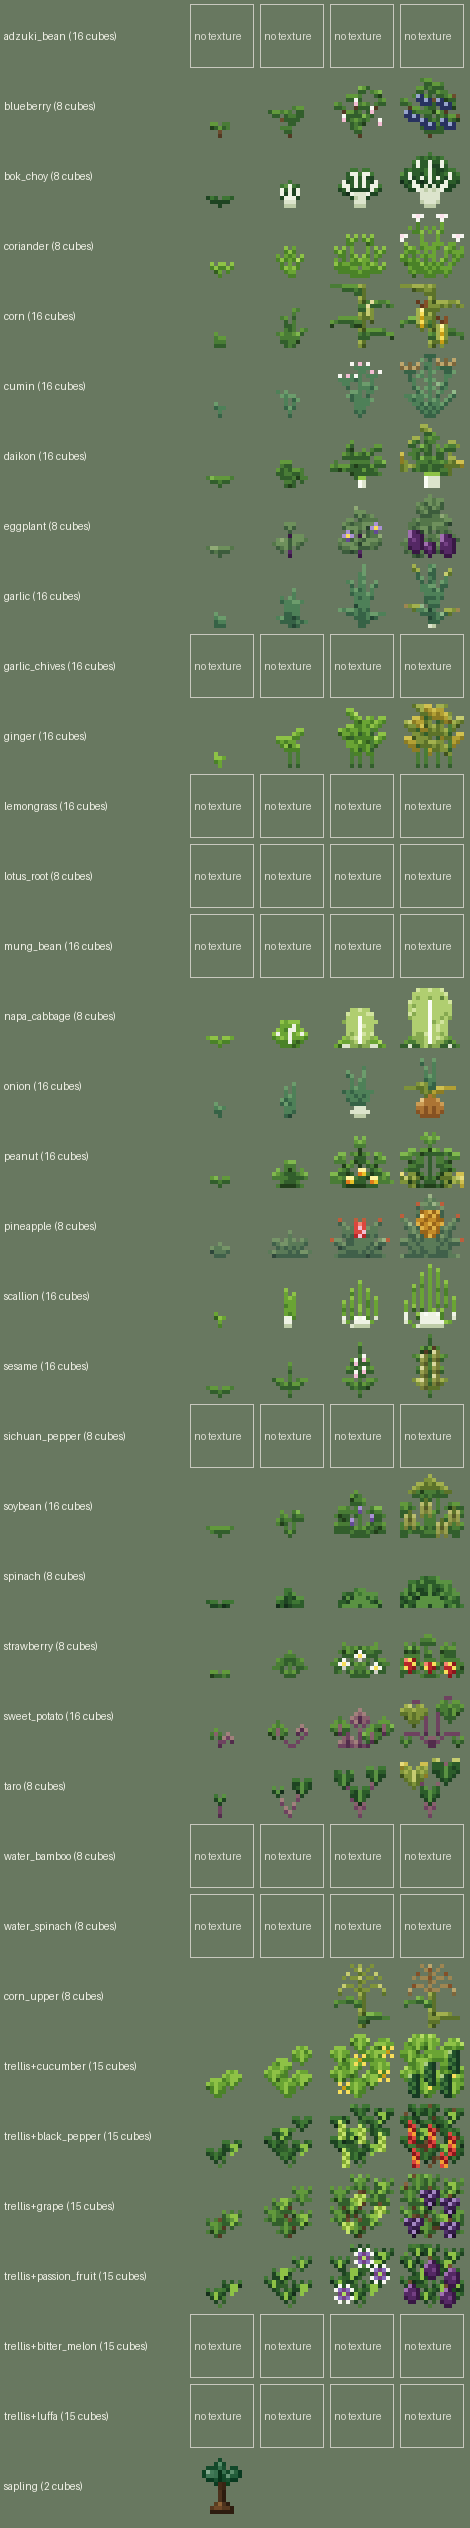 adzuki_bean (16 cubes) no texture no texture no texture no texture
blueberry (8 cubes)
bok_choy (8 cubes)
coriander (8 cubes)
corn (16 cubes)
cumin (16 cubes)
daikon (16 cubes)
eggplant (8 cubes)
garlic (16 cubes)
garlic_chives (16 cubes) no texture no texture no texture no texture
ginger (16 cubes)
lemongrass (16 cubes) no texture no texture no texture no texture
lotus_root (8 cubes) no texture no texture no texture no texture
mung_bean (16 cubes) no texture no texture no texture no texture
napa_cabbage (8 cubes)
onion (16 cubes)
peanut (16 cubes)
pineapple (8 cubes)
scallion (16 cubes)
sesame (16 cubes)
sichuan_pepper (8 cubes) no texture no texture no texture no texture
soybean (16 cubes)
spinach (8 cubes)
strawberry (8 cubes)
sweet_potato (16 cubes)
taro (8 cubes)
water_bamboo (8 cubes) no texture no texture no texture no texture
water_spinach (8 cubes) no texture no texture no texture no texture
corn_upper (8 cubes)
trellis+cucumber (15 cubes)
trellis+black_pepper (15 cubes)
trellis+grape (15 cubes)
trellis+passion_fruit (15 cubes)
trellis+bitter_melon (15 cubes) no texture no texture no texture no texture
trellis+luffa (15 cubes) no texture no texture no texture no texture
sapling (2 cubes)